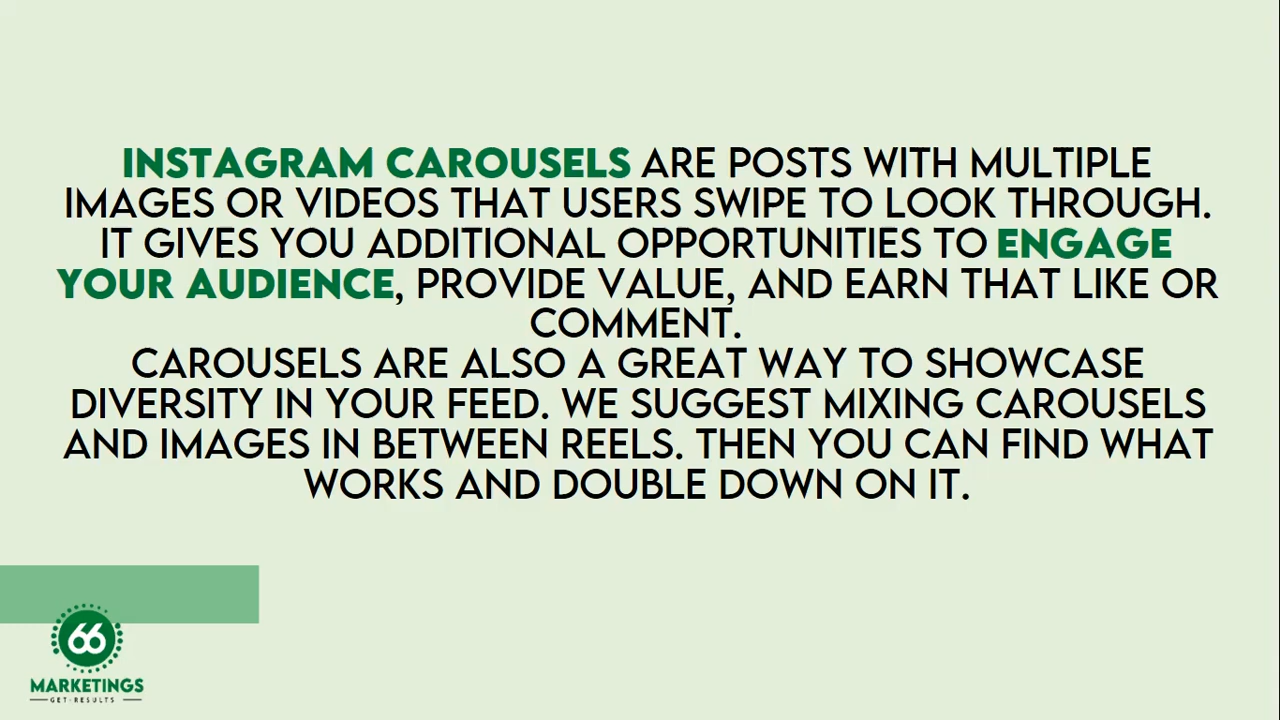 INSTAGRAM CAROUSELS ARE POSTS WITH MULTIPLE
IMAGES OR VIDEOS THAT USERS SWIPE TO LOOK THROUGH.
IT GIVES YOU ADDITIONAL OPPORTUNITIES TO ENGAGE
YOUR AUDIENCE, PROVIDE VALUE, AND EARN THAT LIKE OR
COMMENT.
CAROUSELS ARE ALSO A GREAT WAY TO SHOWCASE
DIVERSITY IN YOUR FEED. WE SUGGEST MIXING CAROUSELS
AND IMAGES IN BETWEEN REELS. THEN YOU CAN FIND WHAT
WORKS AND DOUBLE DOWN ON IT.
66
MARKETINGS
GET-RESULTS